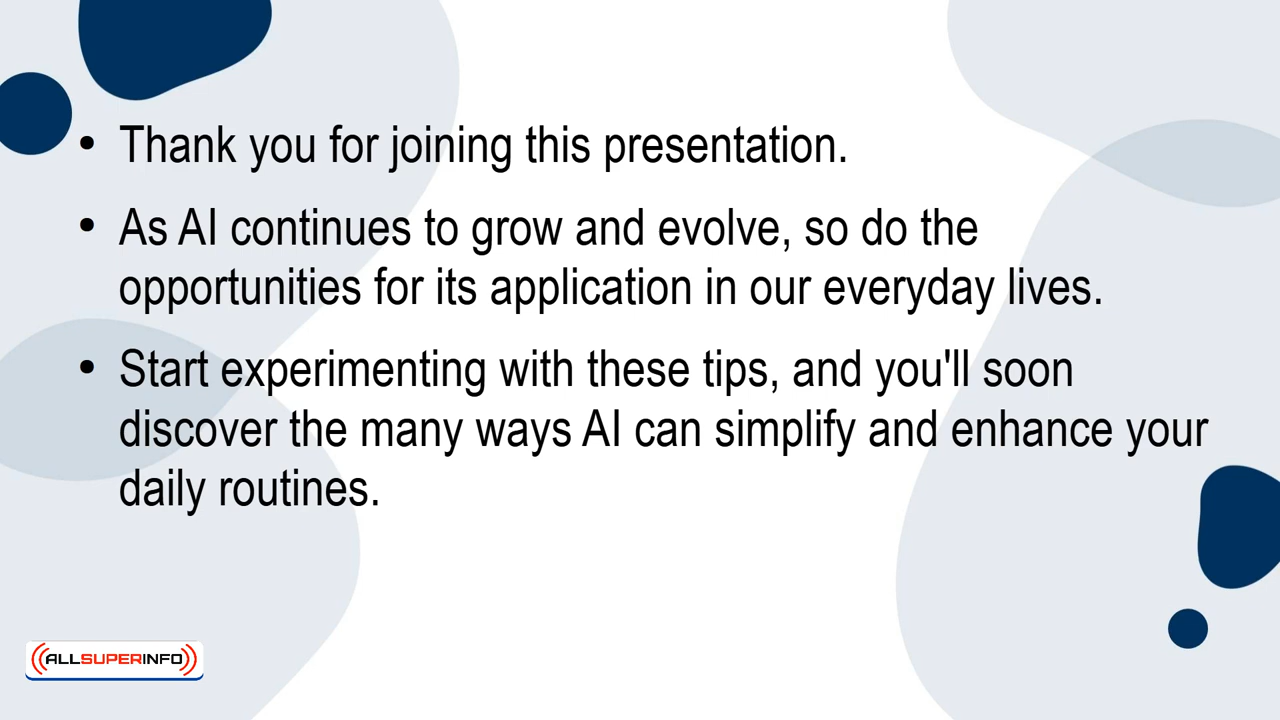 • Thank you for joining this presentation.
• As AI continues to grow and evolve, so do the
opportunities for its application in our everyday lives.
• Start experimenting with these tips, and you'll soon
discover the many ways AI can simplify and enhance your
daily routines.
ALLSUPERINFO